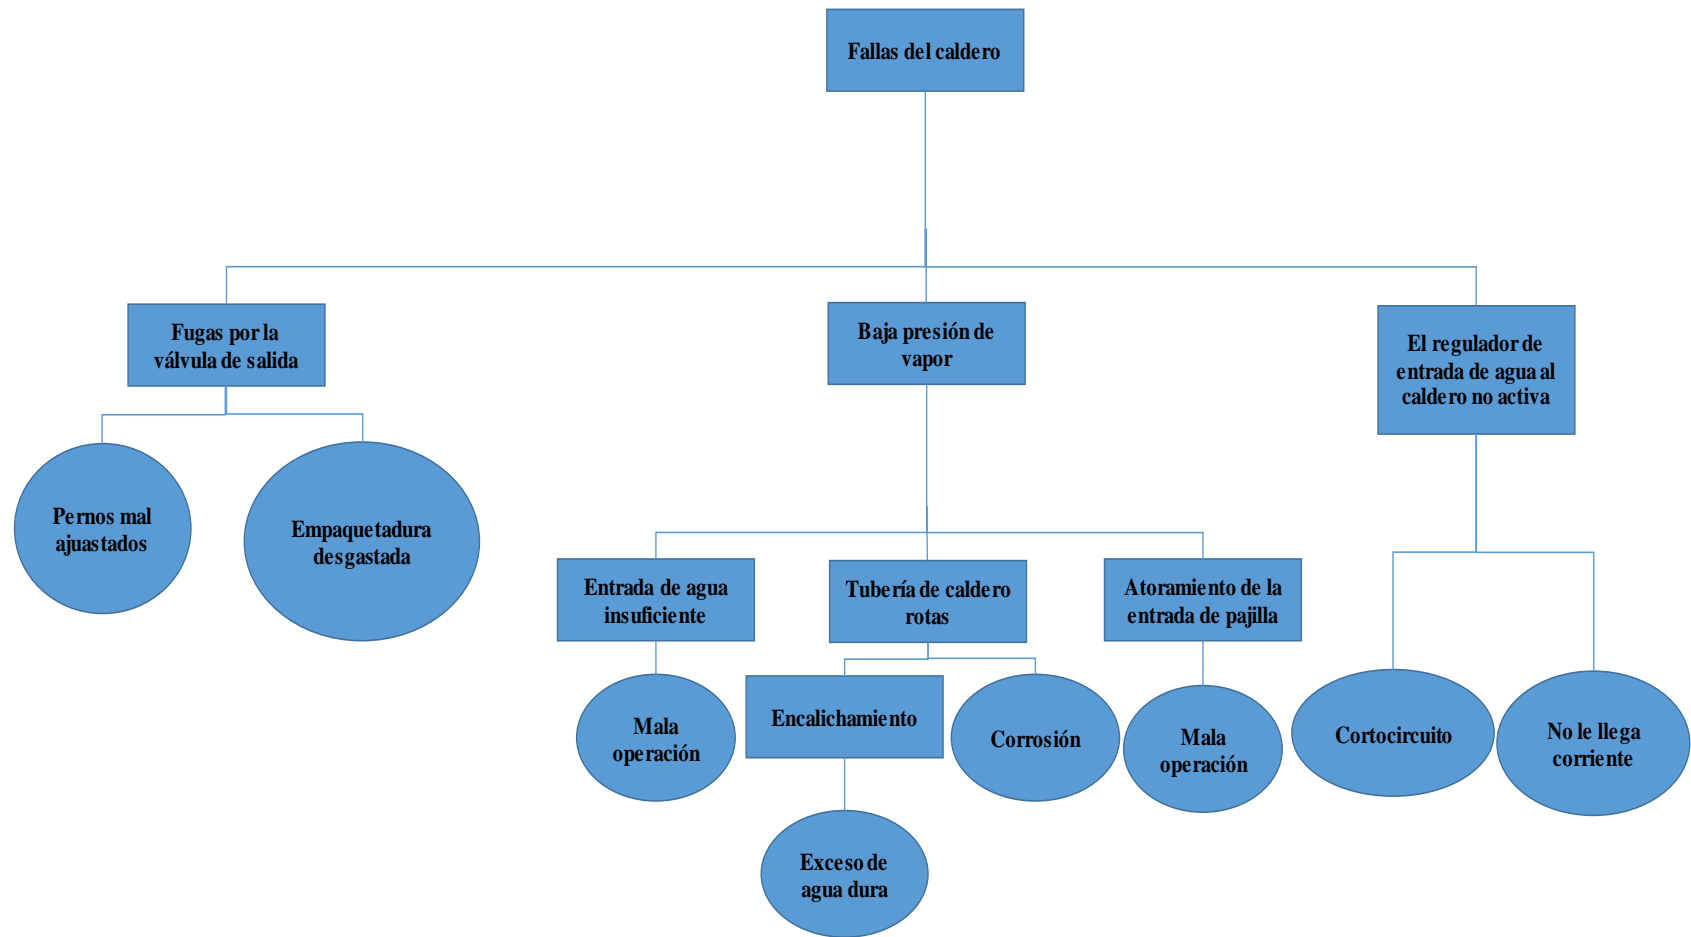 Fallas del caldero
Fugas por la
válvula de salida
Baja presión de
vapor
El regulador de
entrada de agua al
caldero no activa
Pernos mal
ajuastados
Empaquetadura
desgastada
Entrada de agua
insuficiente
Tubería de caldero
rotas
Atoramiento de la
entrada de pajilla
Mala
operación
Encalichamiento
Corrosión
Mala
operación
Cortocircuito
No le llega
corriente
Exceso de
agua dura